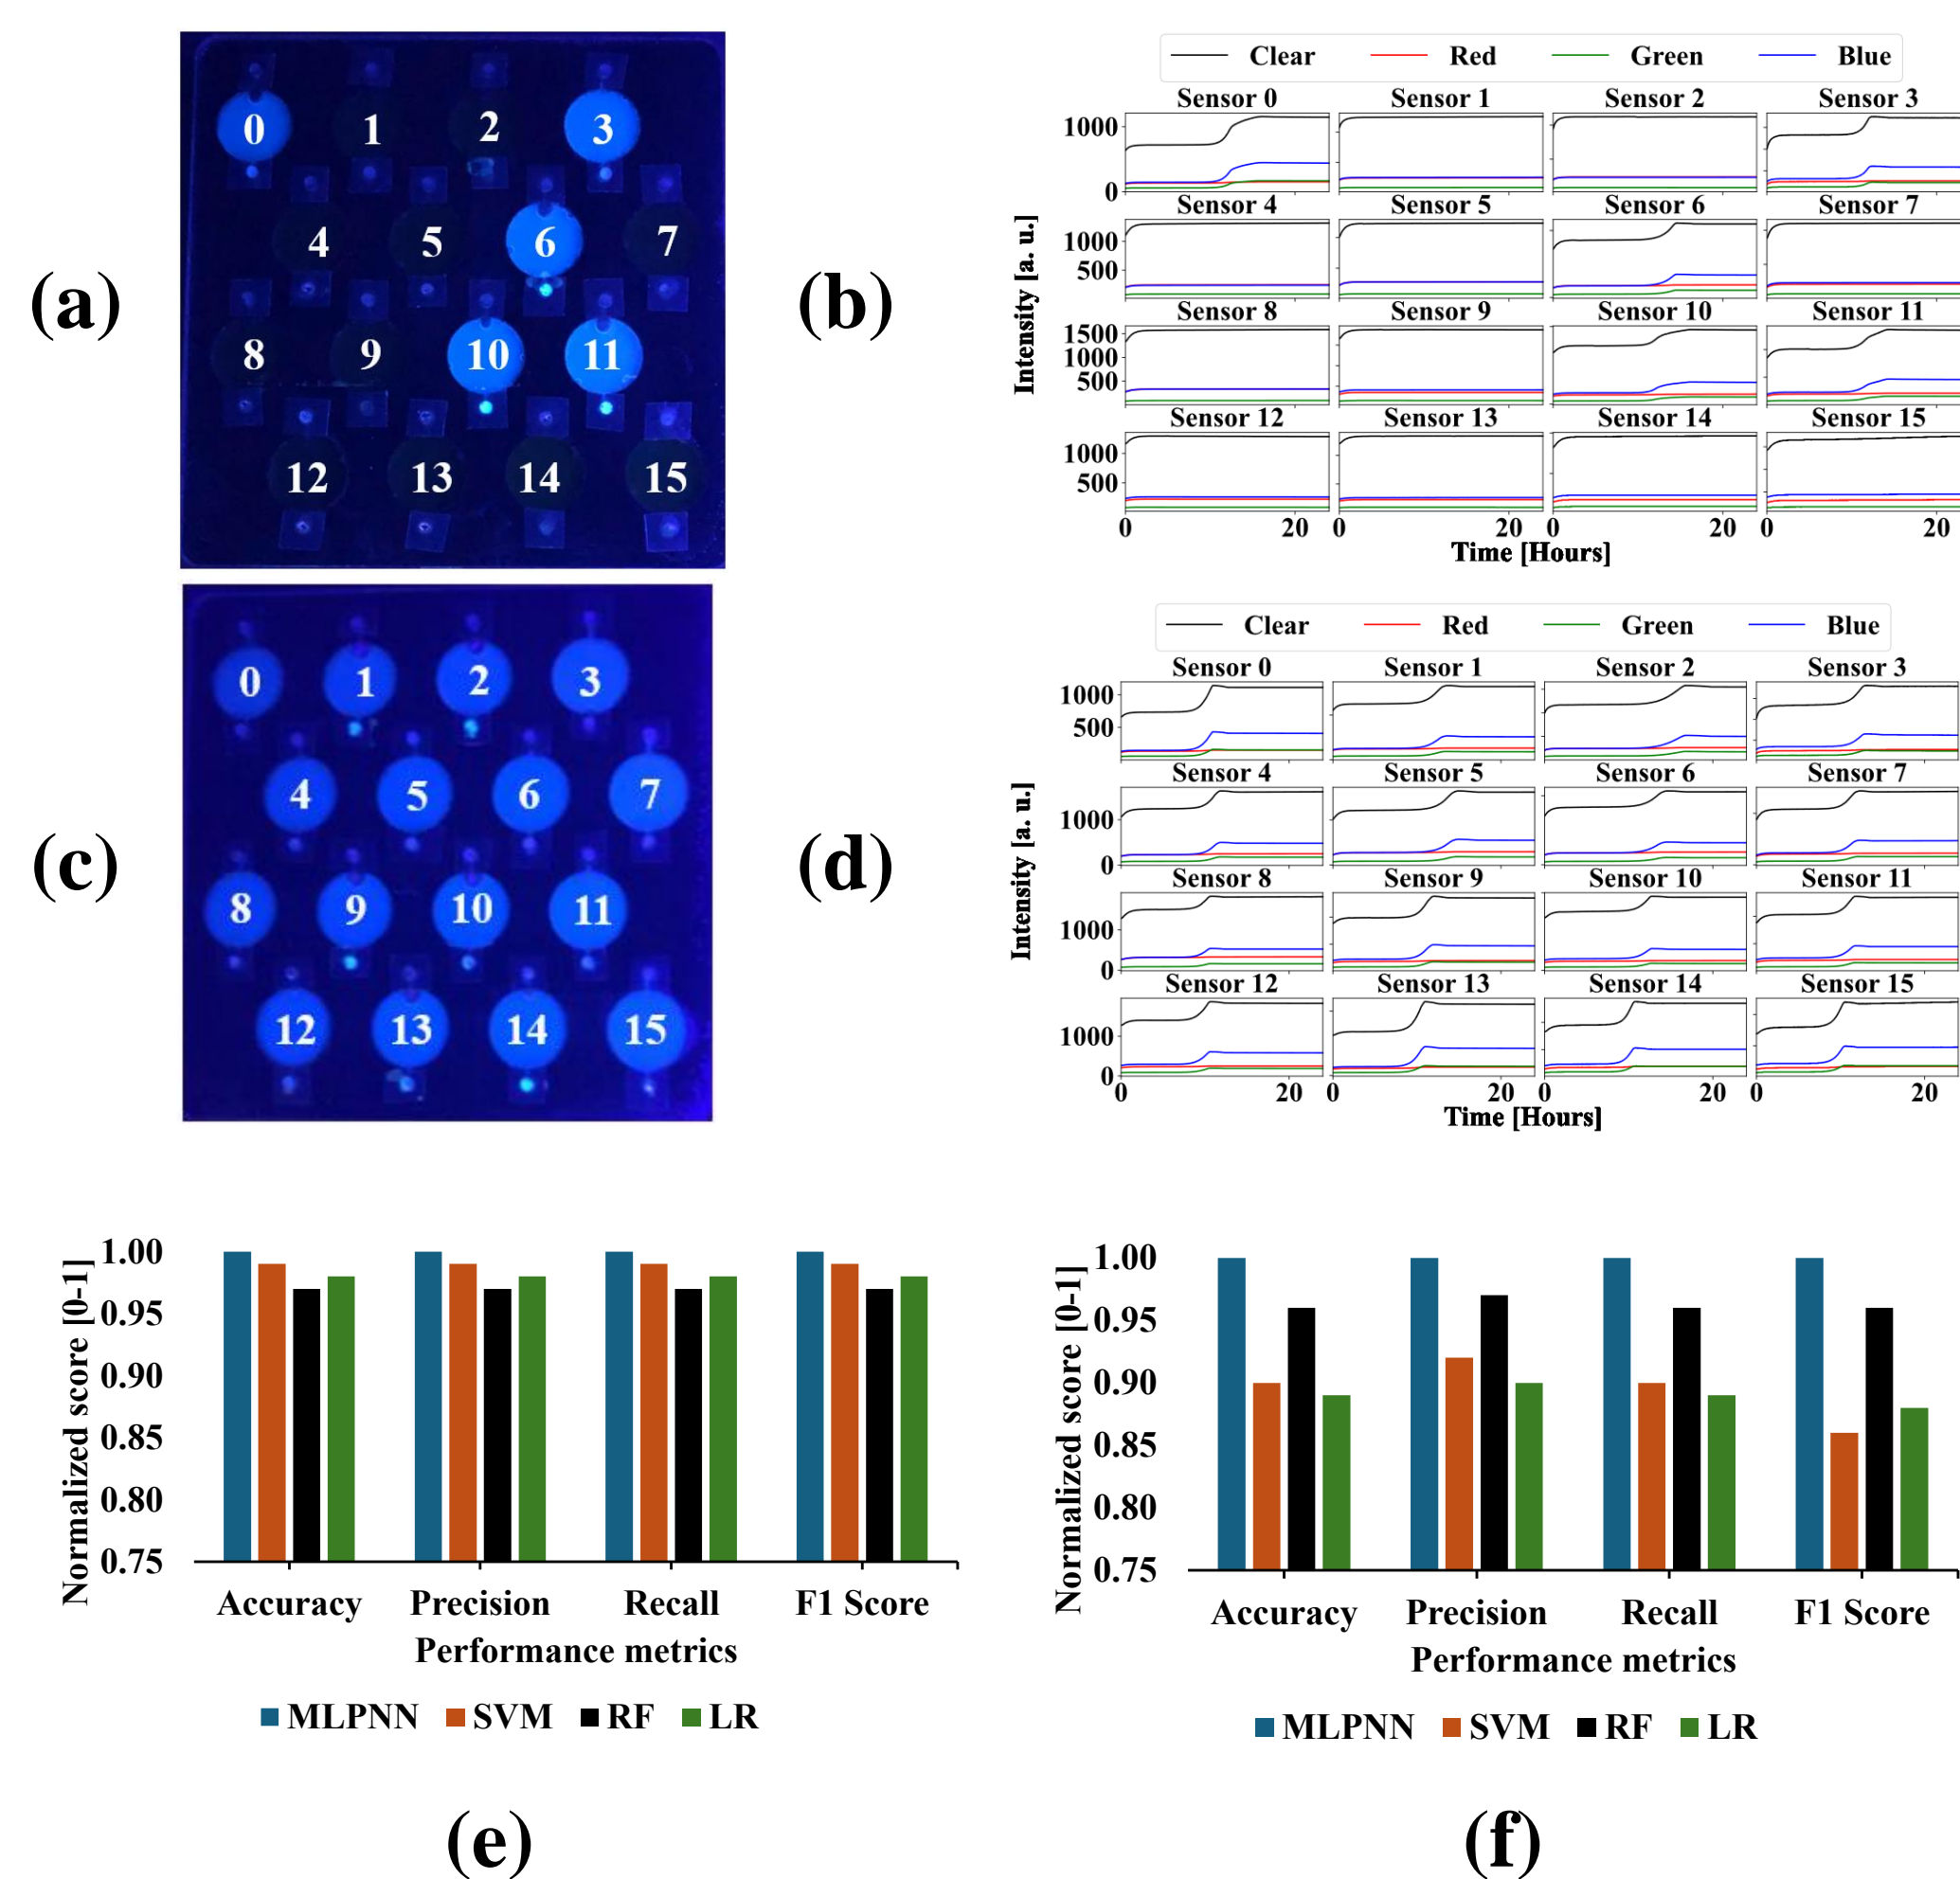 (a)
0 1 2 3
4 5 6 7
8 9 10 11
12 13 14 15
(b)
Clear Red Green Blue
Sensor 0 Sensor 1 Sensor 2 Sensor 3
1000
0
Sensor 4 Sensor 5 Sensor 6 Sensor 7
1000
500
Sensor 8 Sensor 9 Sensor 10 Sensor 11
1500
1000
500
Sensor 12 Sensor 13 Sensor 14 Sensor 15
1000
500
0 20 0 20 0 20 0 20
Intensity [a. u.]
Time [Hours]
(c)
0 1 2 3
4 5 6 7
8 9 10 11
12 13 14 15
(d)
Clear Red Green Blue
Sensor 0 Sensor 1 Sensor 2 Sensor 3
1000
500
Sensor 4 Sensor 5 Sensor 6 Sensor 7
1000
0
Sensor 8 Sensor 9 Sensor 10 Sensor 11
1000
0
Sensor 12 Sensor 13 Sensor 14 Sensor 15
1000
0
0 20 0 20 0 20 0 20
Intensity [a. u.]
Time [Hours]
Normalized score [0-1]
1.00
0.95
0.90
0.85
0.80
0.75
Accuracy Precision Recall F1 Score
Performance metrics
MLPNN SVM RF LR
(e)
Normalized score [0-1]
1.00
0.95
0.90
0.85
0.80
0.75
Accuracy Precision Recall F1 Score
Performance metrics
MLPNN SVM RF LR
(f)